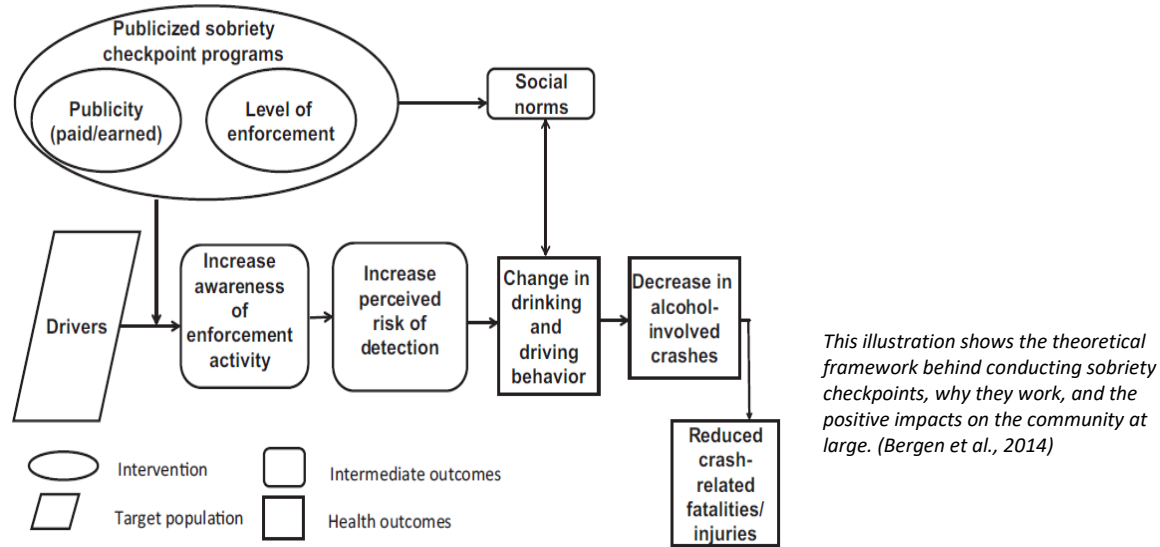 Publicized sobriety
checkpoint programs
Publicity
(paid/earned)
Level of
enforcement
Social
norms
Drivers
Increase
awareness
of
enforcement
activity
Increase
perceived
risk of
detection
Change in
drinking
and
driving
behavior
Decrease in
alcohol-
involved
crashes
Reduced
crash-
related
fatalities/
injuries
Intervention
Target population
Intermediate outcomes
Health outcomes
This illustration shows the theoretical
framework behind conducting sobriety
checkpoints, why they work, and the
positive impacts on the community at
large. (Bergen et al., 2014)